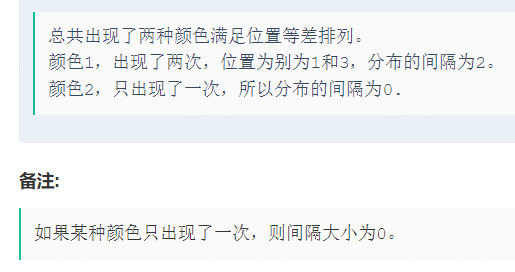 总共出现了两种颜色满足位置等差排列。
颜色1，出现了两次，位置为别为1和3，分布的间隔为2。
颜色2，只出现了一次，所以分布的间隔为0.
备注:
如果某种颜色只出现了一次，则间隔大小为0。